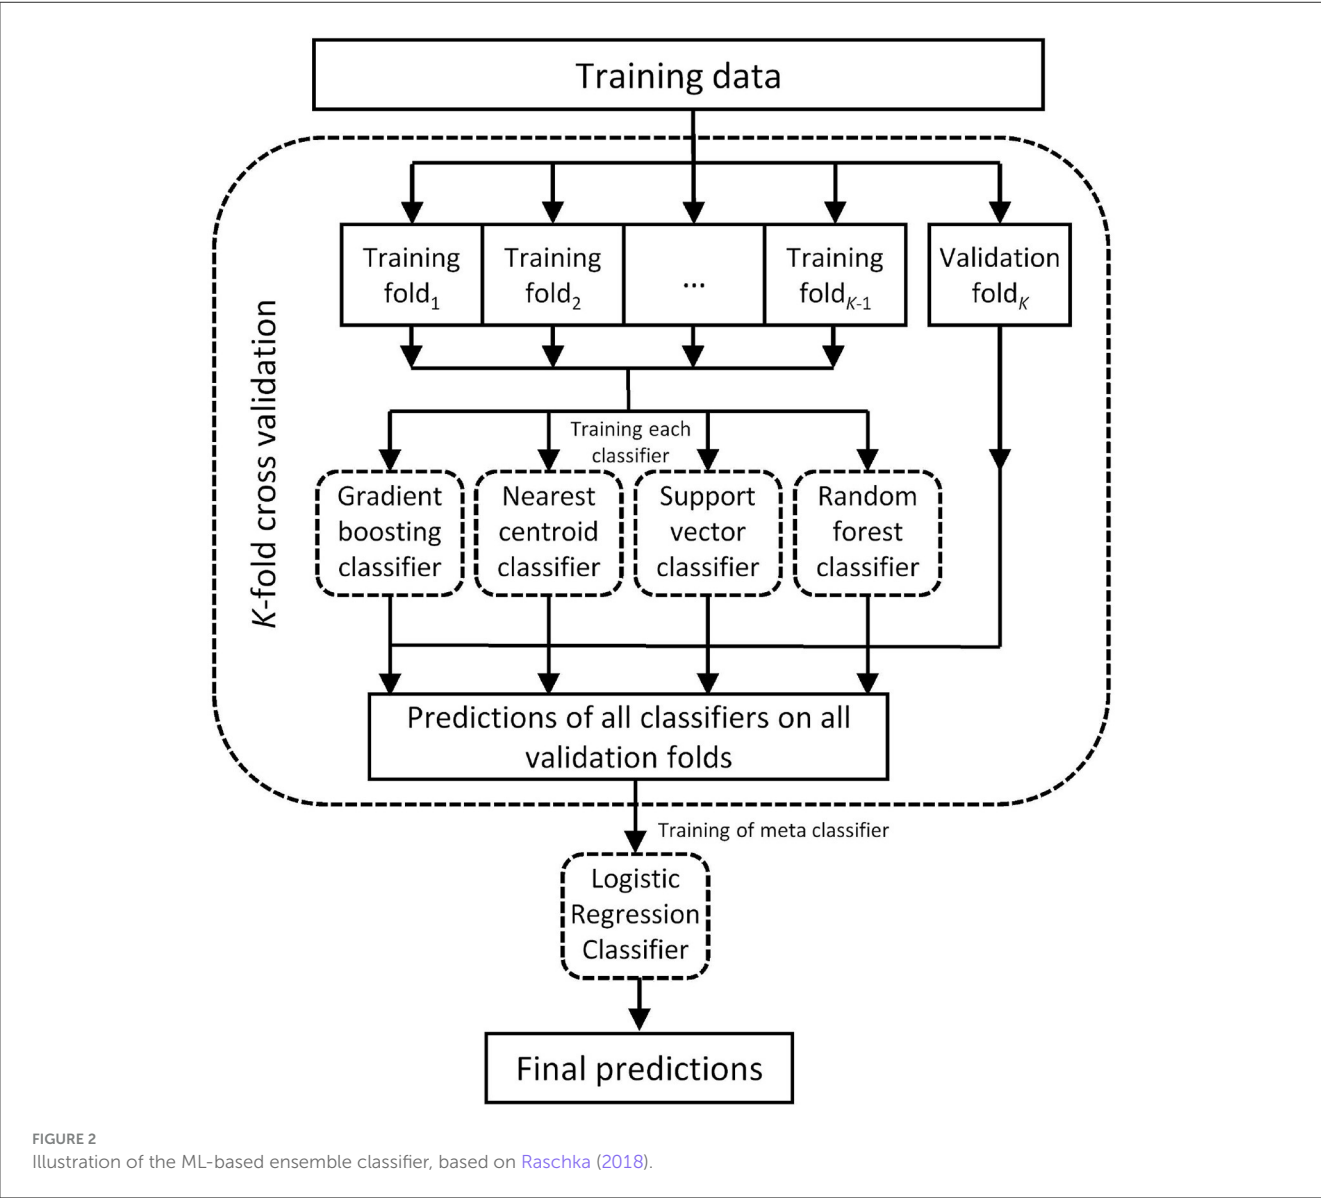 Training data
Training
fold1
Training
fold2
...
Training
foldK-1
Validation
foldK
K-fold cross validation
Training each
classifier
Gradient
boosting
classifier
Nearest
centroid
classifier
Support
vector
classifier
Random
forest
classifier
Predictions of all classifiers on all
validation folds
Training of meta classifier
Logistic
Regression
Classifier
Final predictions
FIGURE 2
Illustration of the ML-based ensemble classifier, based on Raschka (2018).